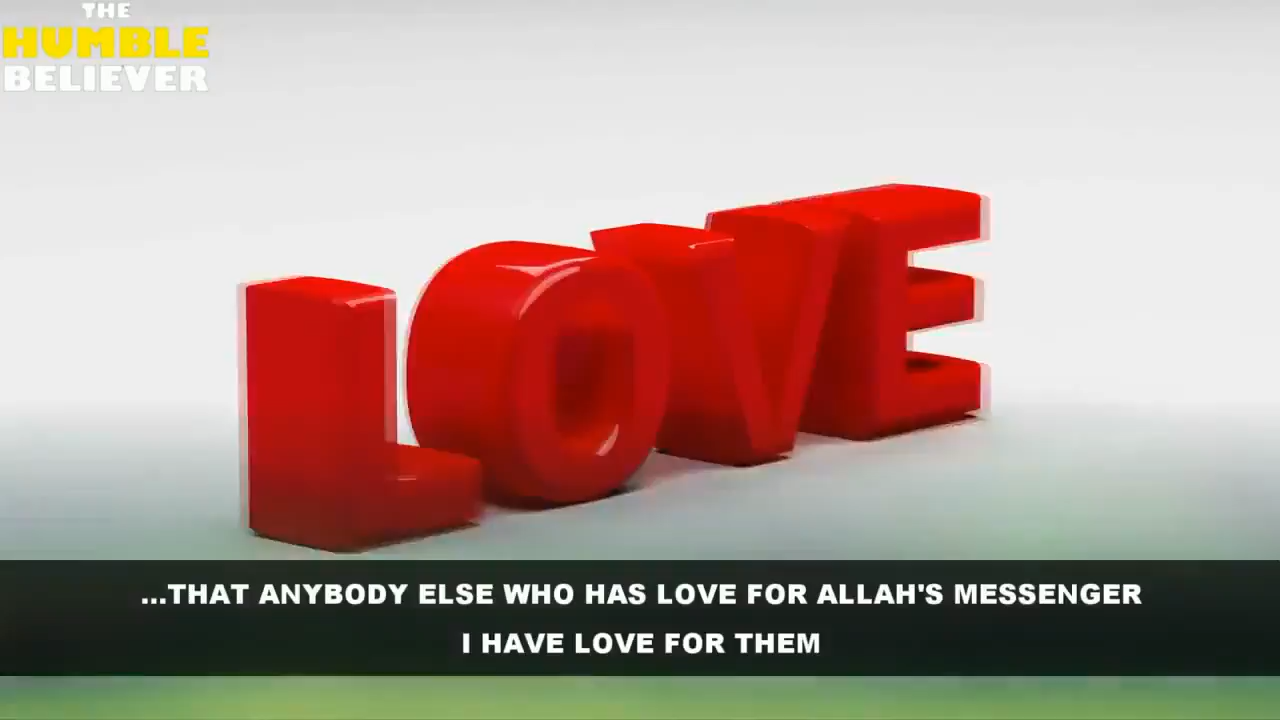 THE
HUMBLE
BELIEVER
LOVE
...THAT ANYBODY ELSE WHO HAS LOVE FOR ALLAH'S MESSENGER
I HAVE LOVE FOR THEM